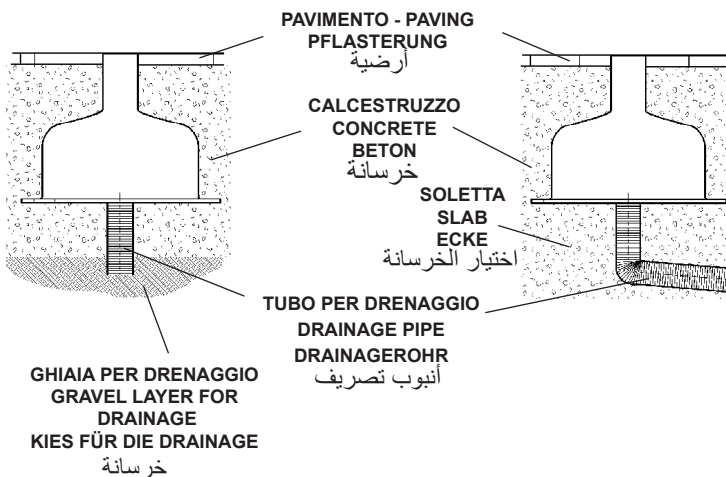 PAVIMENTO - PAVING
PFLASTERUNG
أرضية
CALCESTRUZZO
CONCRETE
BETON
خرسانة
SOLETTA
SLAB
ECKE
اختيار الخرسانة
TUBO PER DRENAGGIO
DRAINAGE PIPE
DRAINAGEROHR
أنبوب تصريف
GHIAIA PER DRENAGGIO
GRAVEL LAYER FOR
DRAINAGE
KIES FÜR DIE DRAINAGE
خرسانة